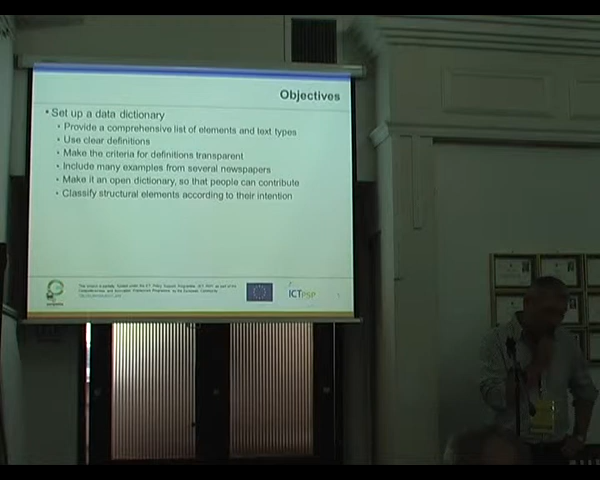 Objectives
• Set up a data dictionary
• Provide a comprehensive list of elements and text types
• Use clear definitions
• Make the criteria for definitions transparent
• Include many examples from several newspapers
• Make it an open dictionary, so that people can contribute
• Classify structural elements according to their intention
ICT PSP